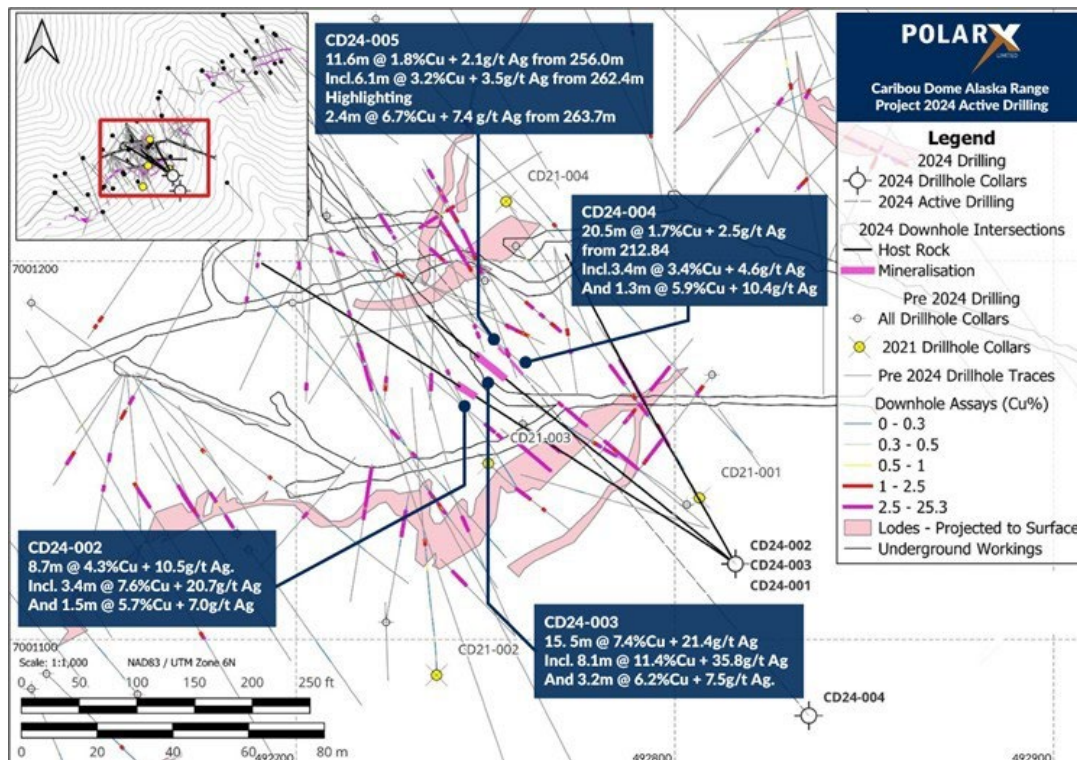 CD24-005
11.6m @ 1.8%Cu + 2.1g/t Ag from 256.0m
Incl.6.1m @ 3.2%Cu + 3.5g/t Ag from 262.4m
Highlighting
2.4m @ 6.7%Cu + 7.4 g/t Ag from 263.7m
POLARX
LIMITED
Caribou Dome Alaska Range
Project 2024 Active Drilling
Legend
2024 Drilling
2024 Drillhole Collars
2024 Active Drilling
2024 Downhole Intersections
Host Rock
Mineralisation
Pre 2024 Drilling
All Drillhole Collars
2021 Drillhole Collars
Pre 2024 Drillhole Traces
Downhole Assays (Cu%)
0 - 0.3
0.3 - 0.5
0.5 - 1
1 - 2.5
2.5 - 25.3
Lodes - Projected to Surface
Underground Workings
CD21-004
CD24-004
20.5m @ 1.7%Cu + 2.5g/t Ag
from 212.84
Incl.3.4m @ 3.4%Cu + 4.6g/t Ag
And 1.3m @ 5.9%Cu + 10.4g/t Ag
7001200
CD21-003
CD21-001
CD24-002
8.7m @ 4.3%Cu + 10.5g/t Ag.
Incl. 3.4m @ 7.6%Cu + 20.7g/t Ag
And 1.5m @ 5.7%Cu + 7.0g/t Ag
CD24-002
CD24-003
CD24-001
CD24-003
15.5m @ 7.4%Cu + 21.4g/t Ag
Incl. 8.1m @ 11.4%Cu + 35.8g/t Ag
And 3.2m @ 6.2%Cu + 7.5g/t Ag.
7001100
CD21-002
Scale: 1:1,000 NAD83 / UTM Zone 6N
0 50 100 150 200 250 ft
0 20 40 60 80 m
CD24-004
492700
492800
492900